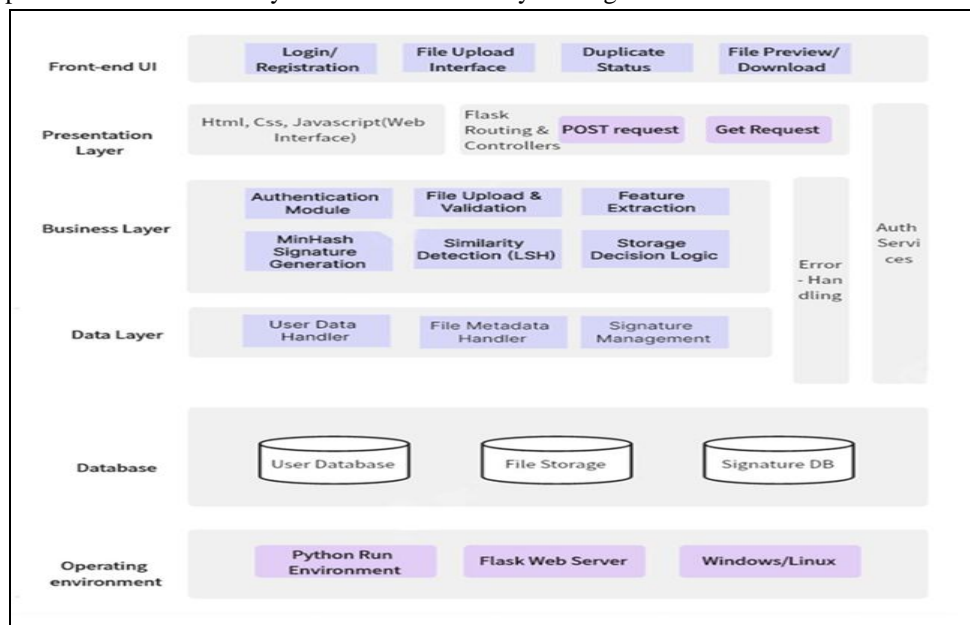 Front-end UI
Login/
Registration
File Upload
Interface
Duplicate
Status
File Preview/
Download
Presentation
Layer
Html, Css, Javascript(Web
Interface)
Flask
Routing &
Controllers
POST request
Get Request
Business Layer
Authentication
Module
File Upload &
Validation
Feature
Extraction
MinHash
Signature
Generation
Similarity
Detection (LSH)
Storage
Decision Logic
Error
- Han
dling
Auth
Servi
ces
Data Layer
User Data
Handler
File Metadata
Handler
Signature
Management
Database
User Database
File Storage
Signature DB
Operating
environment
Python Run
Environment
Flask Web Server
Windows/Linux